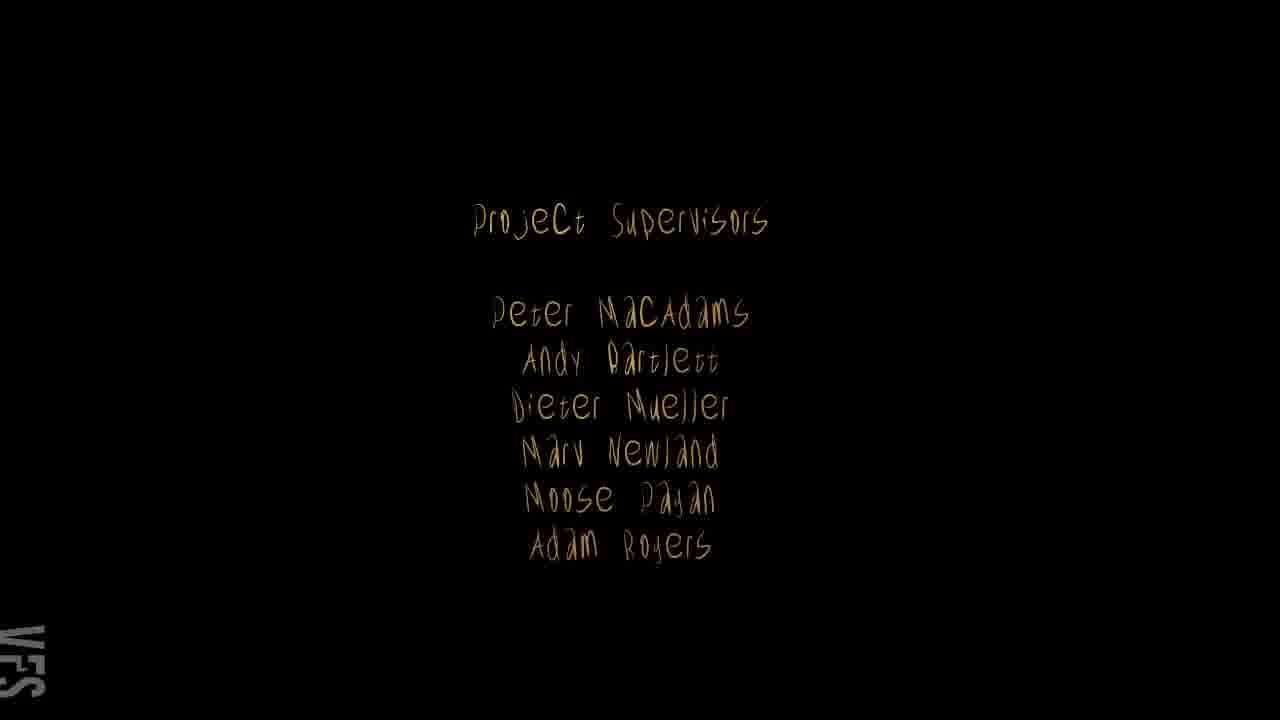 Project Supervisors
Peter MacAdams
Andy Bartlett
Dieter Mueller
Marv Newland
Moose Pagan
Adam Rogers
VFS